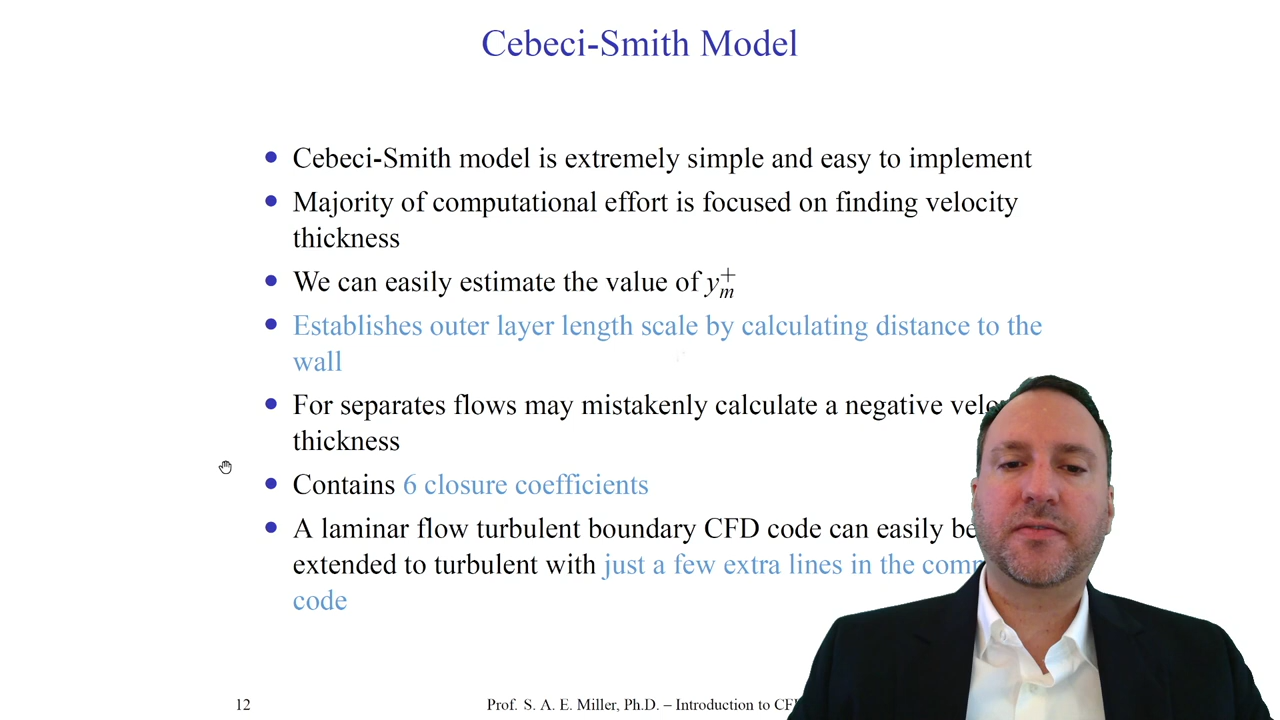 Cebeci-Smith Model
Cebeci-Smith model is extremely simple and easy to implement
Majority of computational effort is focused on finding velocity
thickness
We can easily estimate the value of y_m^+
Establishes outer layer length scale by calculating distance to the
wall
For separates flows may mistakenly calculate a negative
thickness
Contains 6 closure coefficients
A laminar flow turbulent boundary CFD code can easily be
extended to turbulent with just a few extra lines in the
code
12 Prof. S. A. E. Miller, Ph.D. – Introduction to